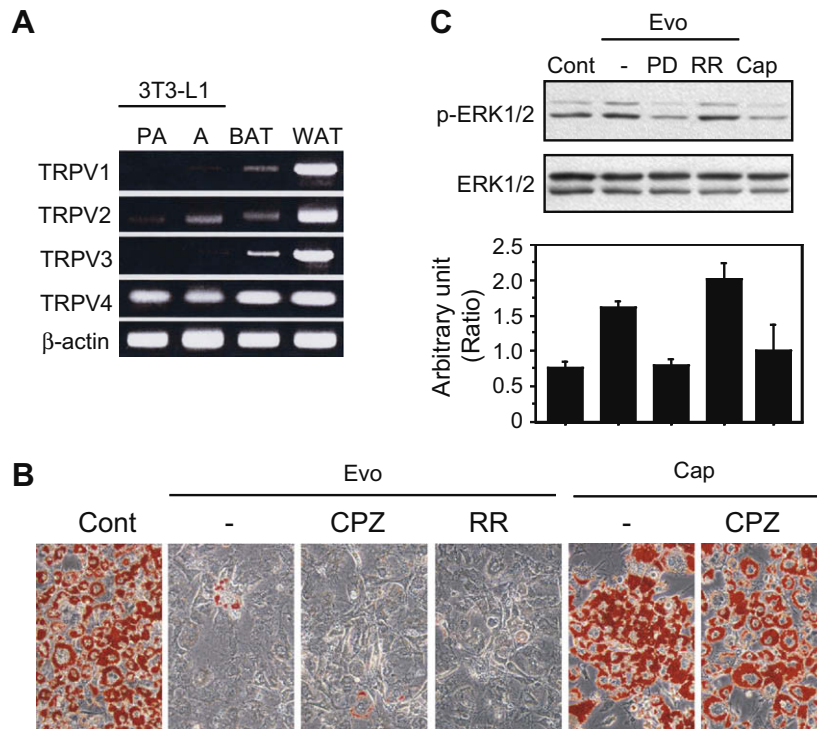 A
3T3-L1
PA A BAT WAT
TRPV1
TRPV2
TRPV3
TRPV4
β-actin
C
Evo
Cont - PD RR Cap
p-ERK1/2
ERK1/2
Arbitrary unit
(Ratio)
2.5
2.0
1.5
1.0
0.5
0
B
Evo
Cap
Cont - CPZ RR - CPZ